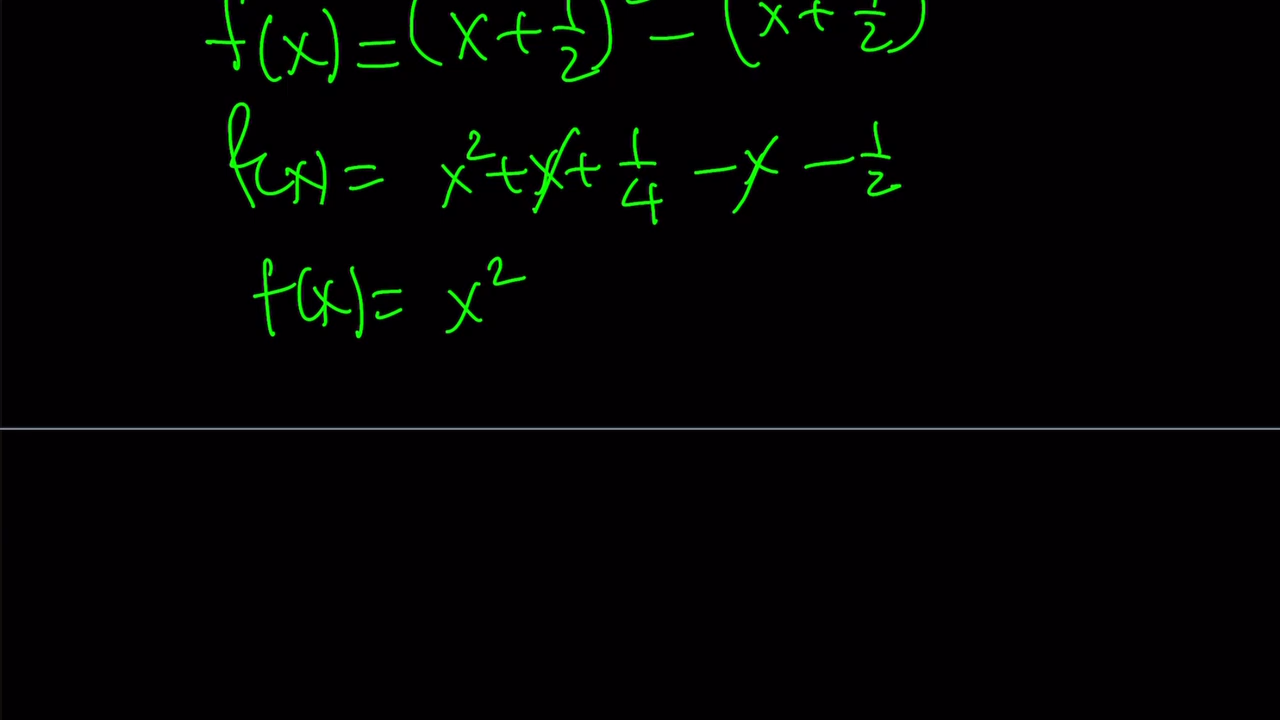 f(x) = (x + 1/2)² − (x + 1/2)
f(x) = x² + x + 1/4 − x − 1/2
f(x) = x²